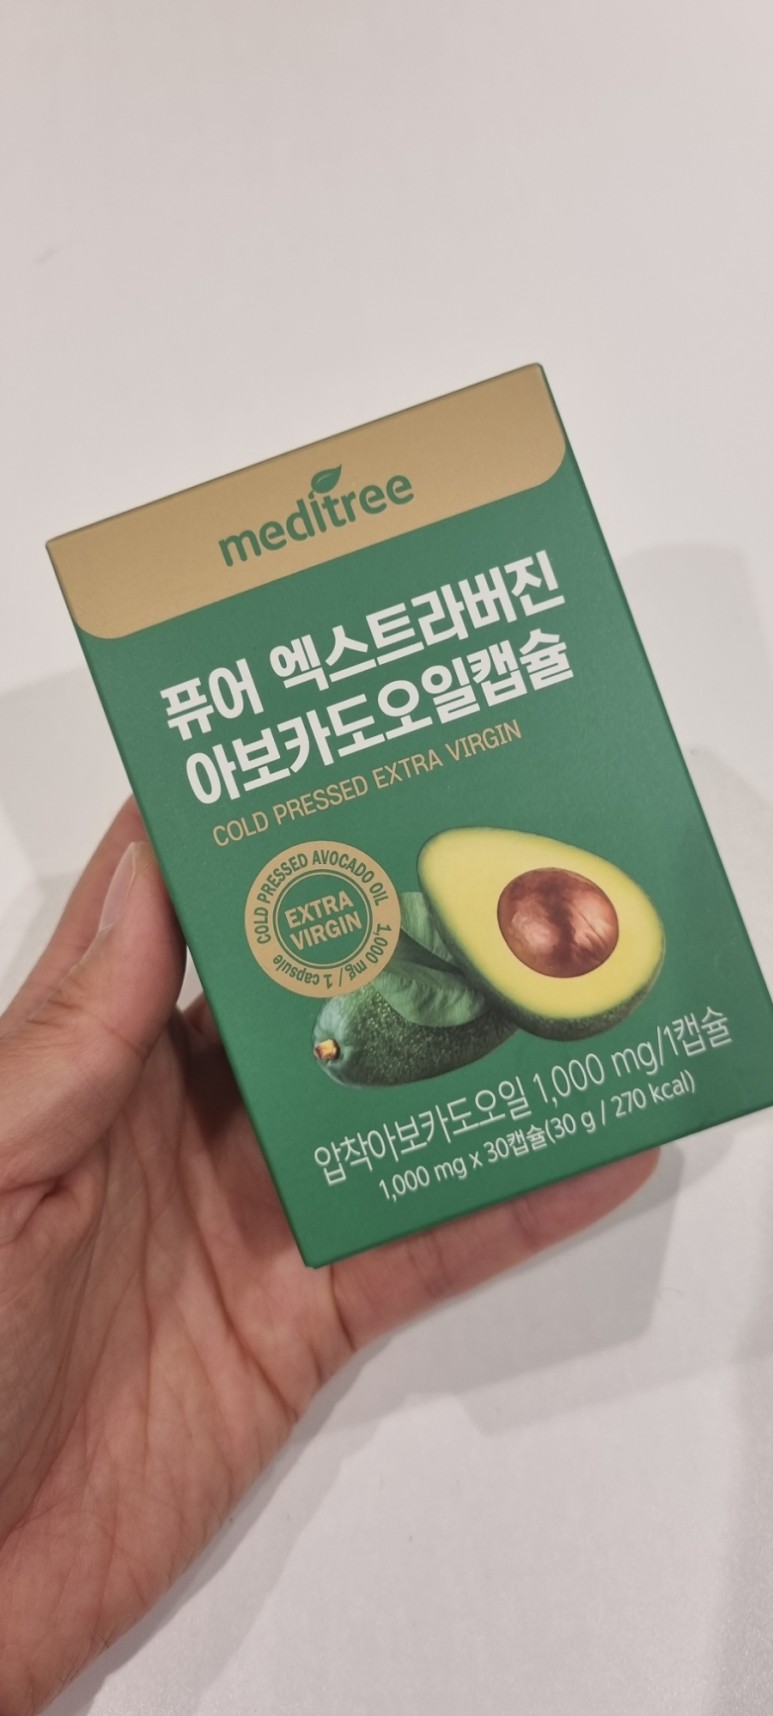 meditree
퓨어 엑스트라버진
아보카도오일캡슐
COLD PRESSED EXTRA VIRGIN
COLD PRESSED AVOCADO OIL
1,000 mg / 1 capsule
EXTRA
VIRGIN
압착아보카도오일 1,000 mg/1캡슐
1,000 mg x 30캡슐(30 g / 270 kcal)